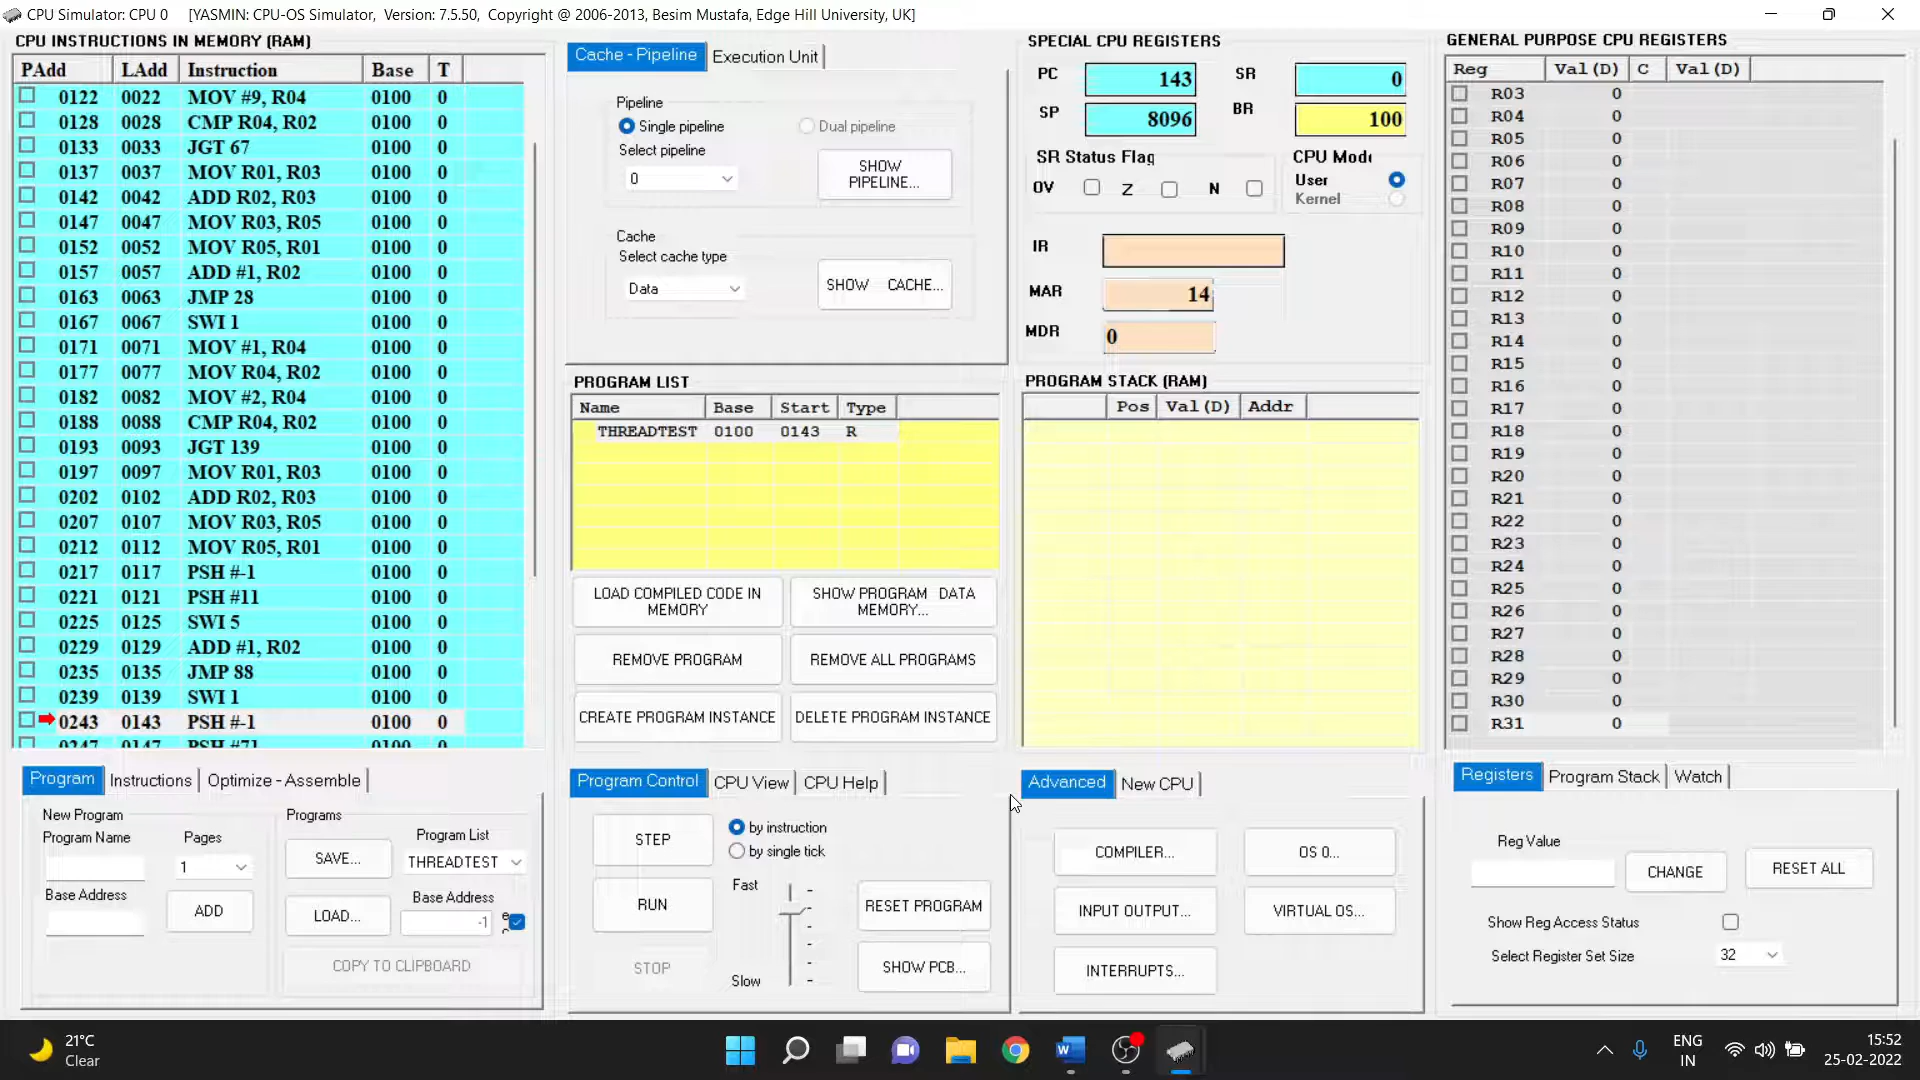 CPU Simulator: CPU 0 [YASMIN: CPU-OS Simulator, Version: 7.5.50, Copyright @ 2006-2013, Besim Mustafa, Edge Hill University, UK]
CPU INSTRUCTIONS IN MEMORY (RAM)
PAdd LAdd Instruction Base T
0122 0022 MOV #9, R04 0100 0
0128 0028 CMP R04, R02 0100 0
0133 0033 JGT 67 0100 0
0137 0037 MOV R01, R03 0100 0
0142 0042 ADD R02, R03 0100 0
0147 0047 MOV R03, R05 0100 0
0152 0052 MOV R05, R01 0100 0
0157 0057 ADD #1, R02 0100 0
0163 0063 JMP 28 0100 0
0167 0067 SWI 1 0100 0
0171 0071 MOV #1, R04 0100 0
0177 0077 MOV R04, R02 0100 0
0182 0082 MOV #2, R04 0100 0
0188 0088 CMP R04, R02 0100 0
0193 0093 JGT 139 0100 0
0197 0097 MOV R01, R03 0100 0
0202 0102 ADD R02, R03 0100 0
0207 0107 MOV R03, R05 0100 0
0212 0112 MOV R05, R01 0100 0
0217 0117 PSH #-1 0100 0
0221 0121 PSH #11 0100 0
0225 0125 SWI 5 0100 0
0229 0129 ADD #1, R02 0100 0
0235 0135 JMP 88 0100 0
0239 0139 SWI 1 0100 0
0243 0143 PSH #-1 0100 0
0247 0147 PSH #71 0100 0
Program Instructions Optimize - Assemble
New Program
Program Name Pages
1
Base Address
ADD
Programs
Program List
SAVE... THREADTEST
Base Address
LOAD... -1
COPY TO CLIPBOARD
Cache - Pipeline Execution Unit
Pipeline
Single pipeline Dual pipeline
Select pipeline
0
SHOW
PIPELINE...
Cache
Select cache type
Data
SHOW CACHE...
PROGRAM LIST
Name Base Start Type
THREADTEST 0100 0143 R
LOAD COMPILED CODE IN
MEMORY
SHOW PROGRAM DATA
MEMORY...
REMOVE PROGRAM REMOVE ALL PROGRAMS
CREATE PROGRAM INSTANCE DELETE PROGRAM INSTANCE
Program Control CPU View CPU Help
STEP
by instruction
by single tick
Fast
RUN
RESET PROGRAM
STOP
SHOW PCB...
Slow
SPECIAL CPU REGISTERS
PC 143 SR 0
SP 8096 BR 100
SR Status Flag
OV Z N
CPU Mode
User
Kernel
IR
MAR 14
MDR 0
PROGRAM STACK (RAM)
Pos Val (D) Addr
Advanced New CPU
COMPILER... OS 0...
INPUT OUTPUT... VIRTUAL OS...
INTERRUPTS...
GENERAL PURPOSE CPU REGISTERS
Reg Val (D) C Val (D)
R03 0
R04 0
R05 0
R06 0
R07 0
R08 0
R09 0
R10 0
R11 0
R12 0
R13 0
R14 0
R15 0
R16 0
R17 0
R18 0
R19 0
R20 0
R21 0
R22 0
R23 0
R24 0
R25 0
R26 0
R27 0
R28 0
R29 0
R30 0
R31 0
Registers Program Stack Watch
Reg Value
CHANGE RESET ALL
Show Reg Access Status
Select Register Set Size 32
21°C
Clear
ENG
IN
15:52
25-02-2022